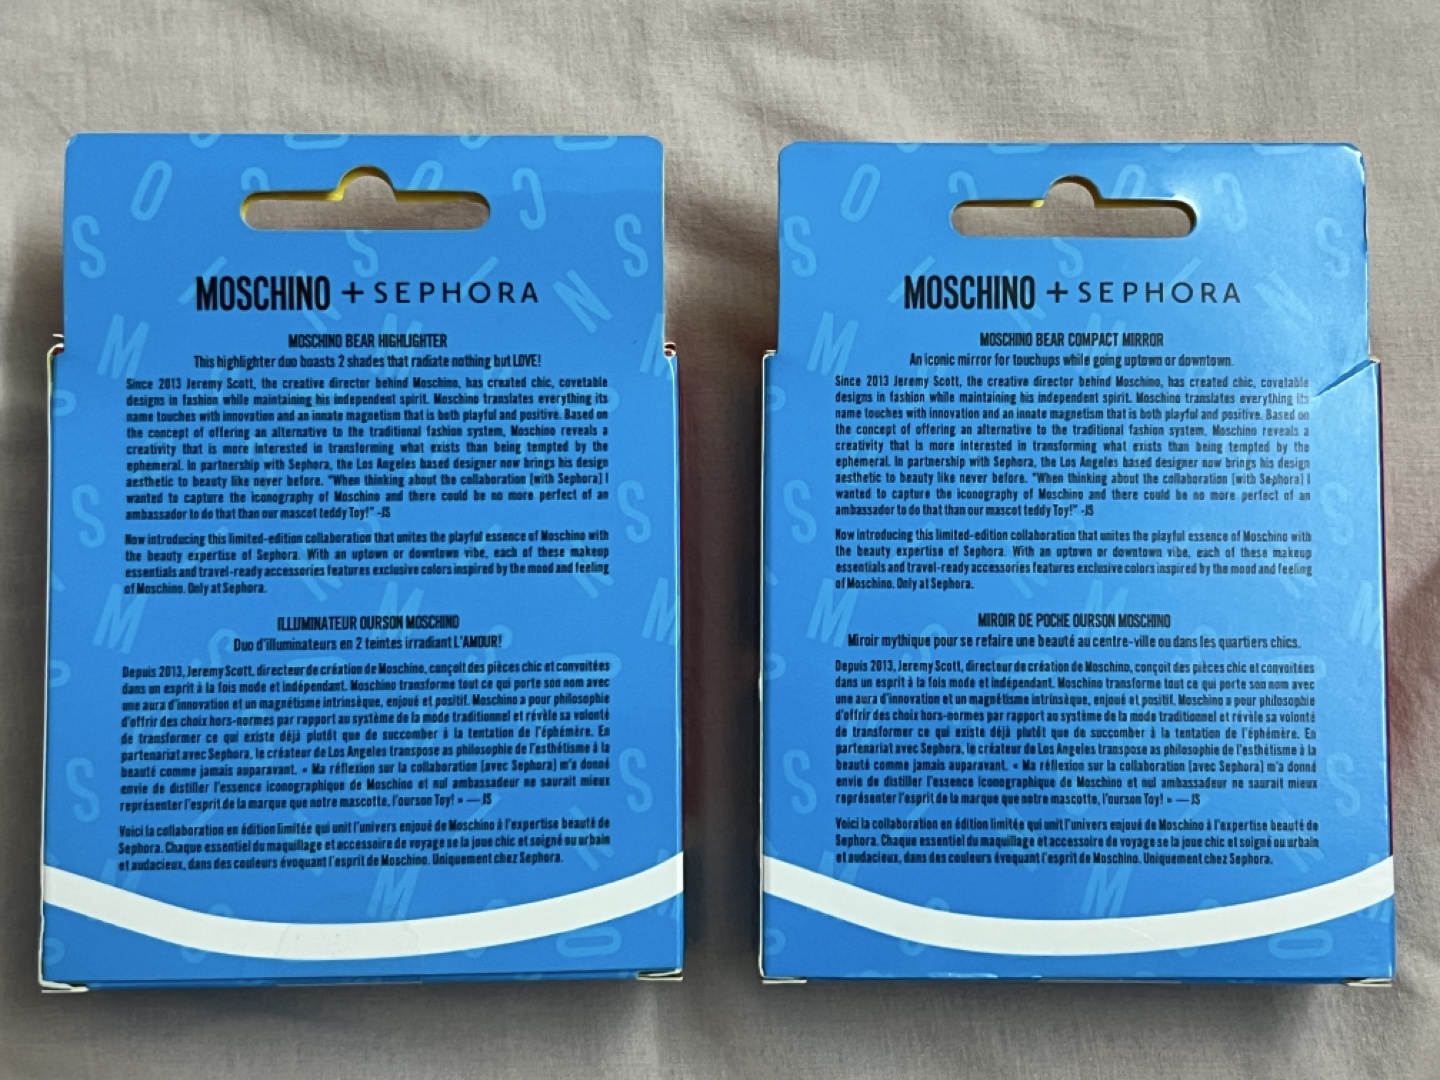 MOSCHINO + SEPHORA
MOSCHINO BEAR HIGHLIGHTER
This highlighter duo boasts 2 shades that radiate nothing but LOVE!
Since 2013 Jeremy Scott, the creative director behind Moschino, has created chic, covetable
designs in fashion while maintaining his independent spirit. Moschino translates everything its
name touches with innovation and an innate magnetism that is both playful and positive. Based on
the concept of offering an alternative to the traditional fashion system, Moschino reveals a
creativity that is more interested in transforming what exists than being tempted by the
ephemeral. In partnership with Sephora, the Los Angeles based designer now brings his design
aesthetic to beauty like never before. "When thinking about the collaboration [with Sephora] I
wanted to capture the iconography of Moschino and there could be no more perfect of an
ambassador to do that than our mascot teddy Toy!" -JS
Now introducing this limited-edition collaboration that unites the playful essence of Moschino with
the beauty expertise of Sephora. With an uptown or downtown vibe, each of these makeup
essentials and travel-ready accessories features exclusive colors inspired by the mood and feeling
of Moschino. Only at Sephora.
ILLUMINATEUR OURSON MOSCHINO
Duo d'illuminateurs en 2 teintes irradiant L'AMOUR!
Depuis 2013, Jeremy Scott, directeur de création de Moschino, conçoit des pièces chic et convoitées
dans un esprit à la fois mode et indépendant. Moschino transforme tout ce qui porte son nom avec
une aura d'innovation et un magnétisme intrinsèque, enjoué et positif. Moschino a pour philosophie
d'offrir des choix hors-normes par rapport au système de la mode traditionnel et révèle sa volonté
de transformer ce qui existe déjà plutôt que de succomber à la tentation de l'éphémère. En
partenariat avec Sephora, le créateur de Los Angeles transpose as philosophie de l'esthétisme à la
beauté comme jamais auparavant. « Ma réflexion sur la collaboration [avec Sephora] m'a donné
envie de distiller l'essence iconographique de Moschino et nul ambassadeur ne saurait mieux
représenter l'esprit de la marque que notre mascotte, l'ourson Toy! » — JS
Voici la collaboration en édition limitée qui unit l'univers enjoué de Moschino à l'expertise beauté de
Sephora. Chaque essentiel du maquillage et accessoire de voyage se la joue chic et soigné ou urbain
et audacieux, dans des couleurs évoquant l'esprit de Moschino. Uniquement chez Sephora.
MOSCHINO + SEPHORA
MOSCHINO BEAR COMPACT MIRROR
An iconic mirror for touchups while going uptown or downtown.
Since 2013 Jeremy Scott, the creative director behind Moschino, has created chic, covetable
designs in fashion while maintaining his independent spirit. Moschino translates everything its
name touches with innovation and an innate magnetism that is both playful and positive. Based on
the concept of offering an alternative to the traditional fashion system, Moschino reveals a
creativity that is more interested in transforming what exists than being tempted by the
ephemeral. In partnership with Sephora, the Los Angeles based designer now brings his design
aesthetic to beauty like never before. "When thinking about the collaboration [with Sephora] I
wanted to capture the iconography of Moschino and there could be no more perfect of an
ambassador to do that than our mascot teddy Toy!" -JS
Now introducing this limited-edition collaboration that unites the playful essence of Moschino with
the beauty expertise of Sephora. With an uptown or downtown vibe, each of these makeup
essentials and travel-ready accessories features exclusive colors inspired by the mood and feeling
of Moschino. Only at Sephora.
MIROIR DE POCHE OURSON MOSCHINO
Miroir mythique pour se refaire une beauté au centre-ville ou dans les quartiers chics.
Depuis 2013, Jeremy Scott, directeur de création de Moschino, conçoit des pièces chic et convoitées
dans un esprit à la fois mode et indépendant. Moschino transforme tout ce qui porte son nom avec
une aura d'innovation et un magnétisme intrinsèque, enjoué et positif. Moschino a pour philosophie
d'offrir des choix hors-normes par rapport au système de la mode traditionnel et révèle sa volonté
de transformer ce qui existe déjà plutôt que de succomber à la tentation de l'éphémère. En
partenariat avec Sephora, le créateur de Los Angeles transpose as philosophie de l'esthétisme à la
beauté comme jamais auparavant. « Ma réflexion sur la collaboration [avec Sephora] m'a donné
envie de distiller l'essence iconographique de Moschino et nul ambassadeur ne saurait mieux
représenter l'esprit de la marque que notre mascotte, l'ourson Toy! » — JS
Voici la collaboration en édition limitée qui unit l'univers enjoué de Moschino à l'expertise beauté de
Sephora. Chaque essentiel du maquillage et accessoire de voyage se la joue chic et soigné ou urbain
et audacieux, dans des couleurs évoquant l'esprit de Moschino. Uniquement chez Sephora.